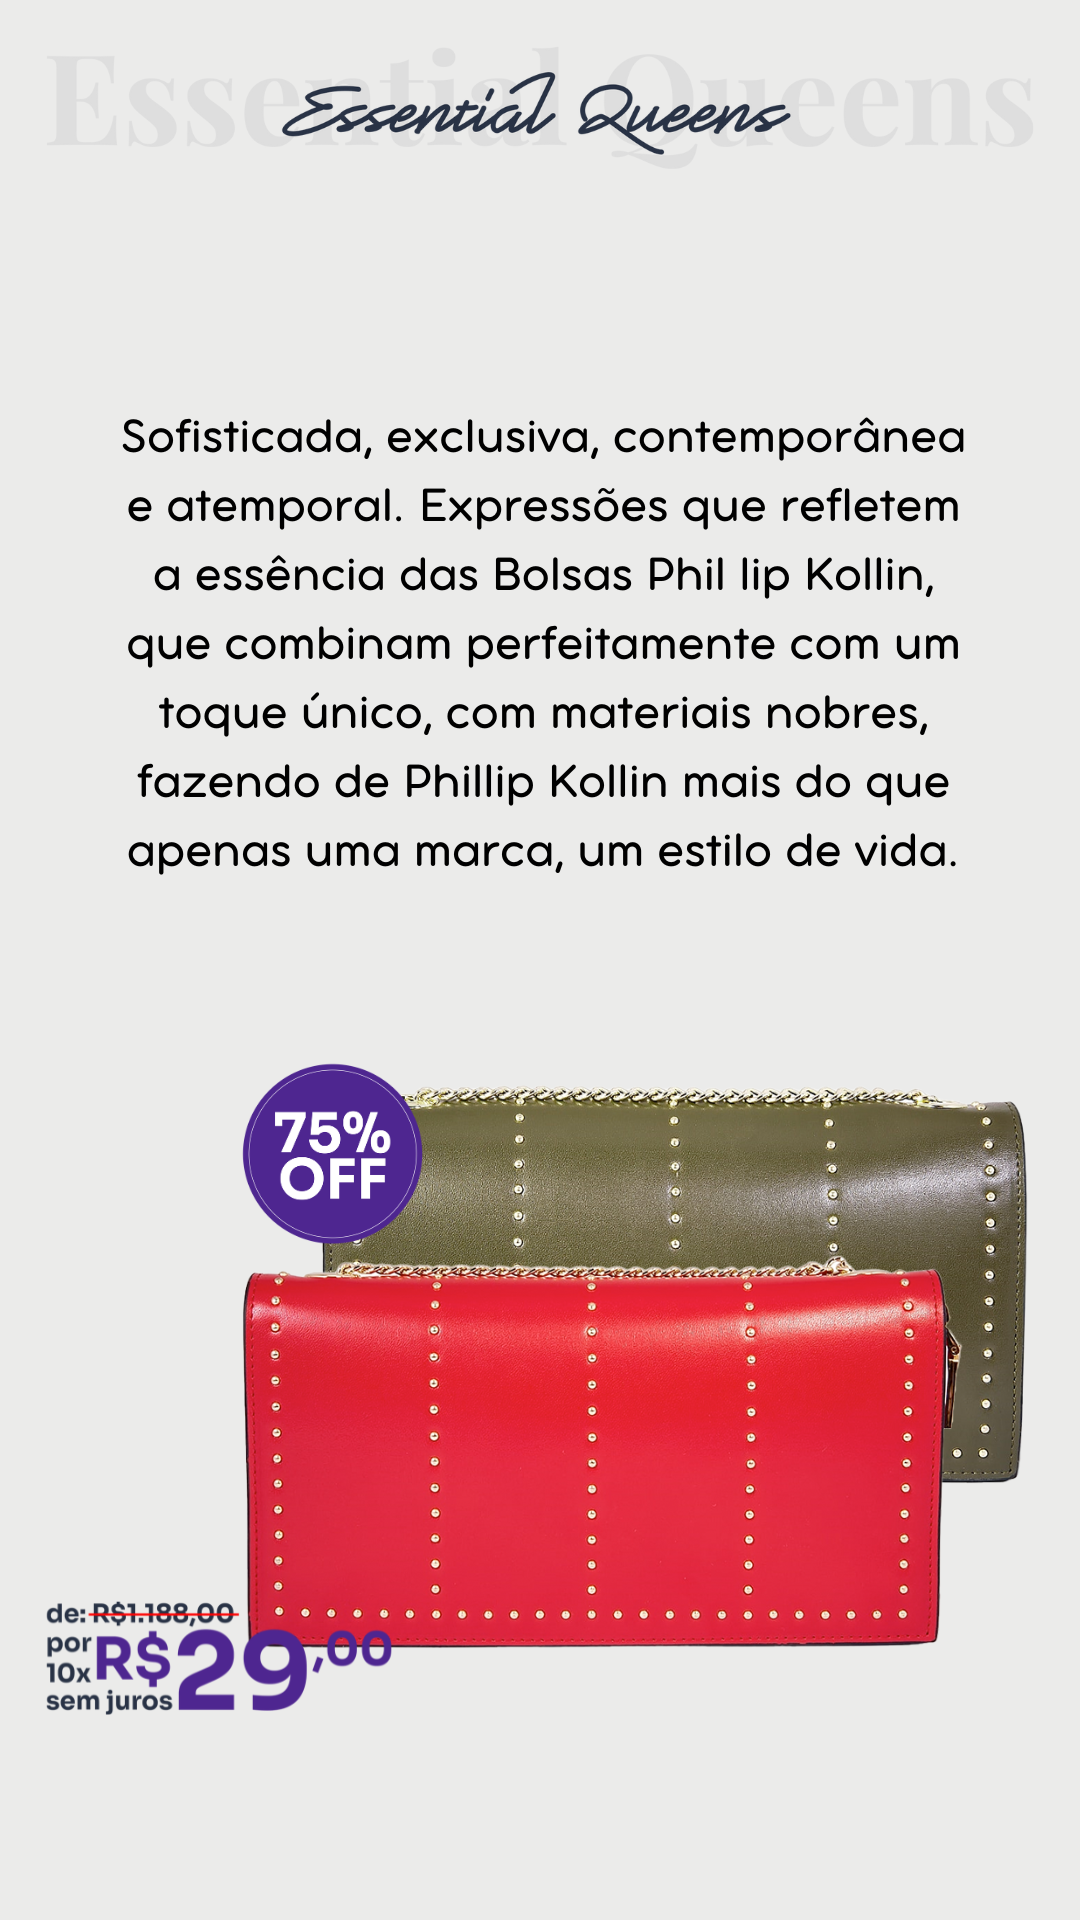 Essential Queens
Essential Queens
Sofisticada, exclusiva, contemporânea
e atemporal. Expressões que refletem
a essência das Bolsas Phil lip Kollin,
que combinam perfeitamente com um
toque único, com materiais nobres,
fazendo de Phillip Kollin mais do que
apenas uma marca, um estilo de vida.
75%
OFF
de: R$1.188,00
por
10x
sem juros
R$29,00